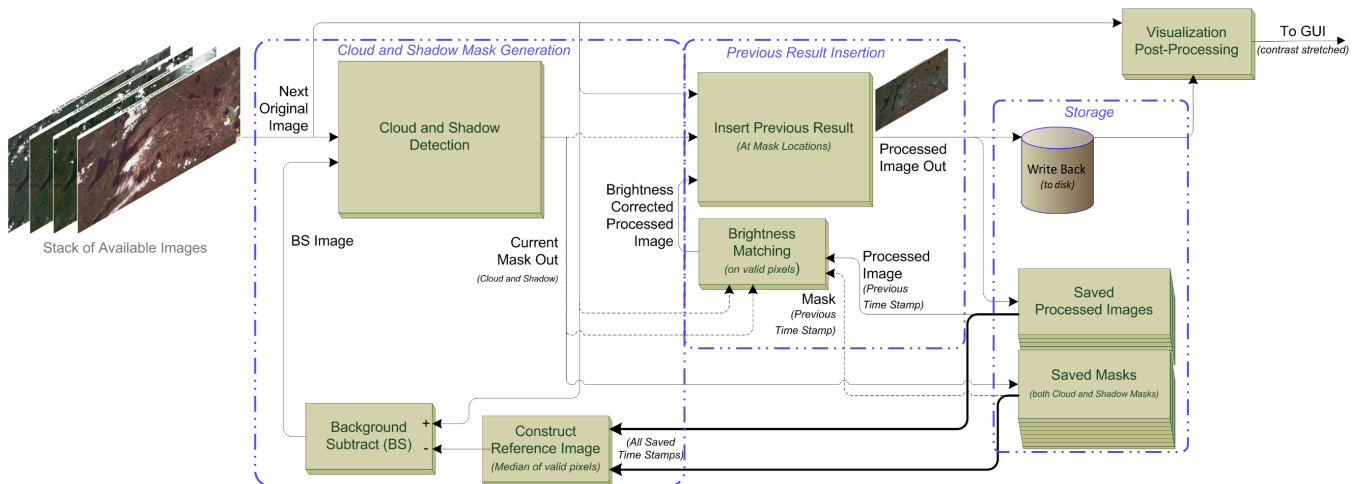 Cloud and Shadow Mask Generation
Previous Result Insertion
Visualization
Post-Processing
To GUI
(contrast stretched)
Next
Original
Image
Cloud and Shadow
Detection
Insert Previous Result
(At Mask Locations)
Processed
Image Out
Storage
Write Back
(to disk)
Stack of Available Images
BS Image
Current
Mask Out
(Cloud and Shadow)
Brightness
Corrected
Processed
Image
Brightness
Matching
(on valid pixels)
Processed
Image
(Previous
Time Stamp)
Mask
(Previous
Time Stamp)
Saved
Processed Images
Saved Masks
(both Cloud and Shadow Masks)
Background
Subtract (BS)
+
-
Construct
Reference Image
(Median of valid pixels)
(All Saved
Time Stamps)